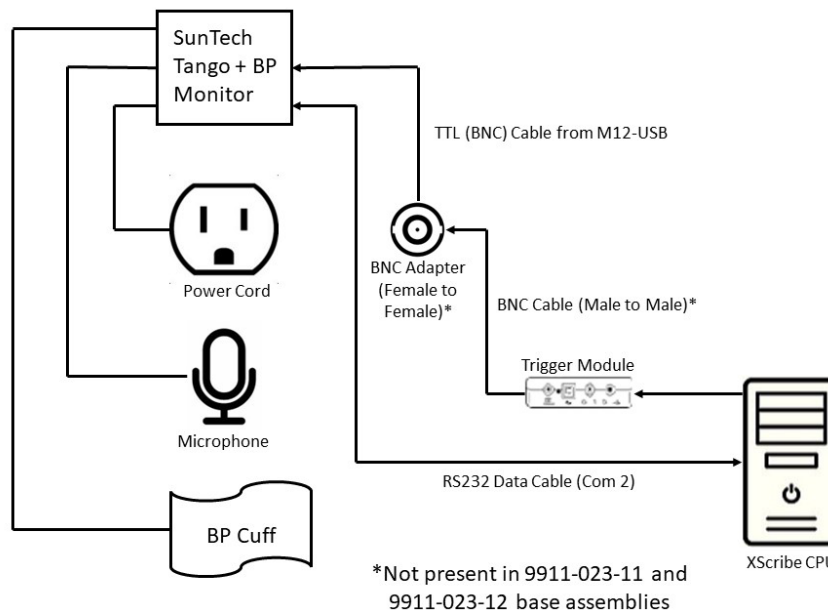 SunTech
Tango + BP
Monitor
TTL (BNC) Cable from M12-USB
Power Cord
BNC Adapter
(Female to
Female)*
BNC Cable (Male to Male)*
Trigger Module
Microphone
RS232 Data Cable (Com 2)
BP Cuff
XScribe CPU
*Not present in 9911-023-11 and
9911-023-12 base assemblies